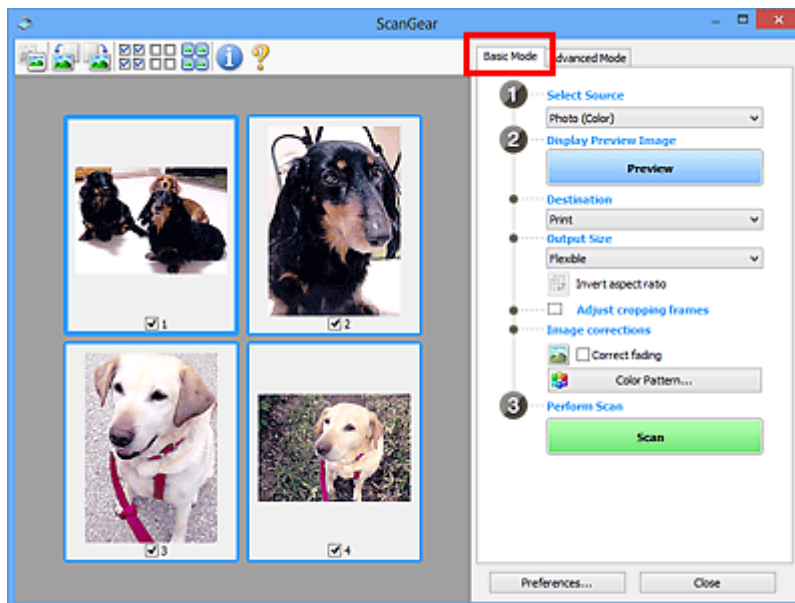 ScanGear
Basic Mode
Advanced Mode
1
Select Source
Photo (Color)
2
Display Preview Image
Preview
Destination
Print
Output Size
Flexible
Invert aspect ratio
Adjust cropping frames
Image corrections
Correct fading
Color Pattern...
3
Perform Scan
Scan
1
2
3
4
Preferences...
Close